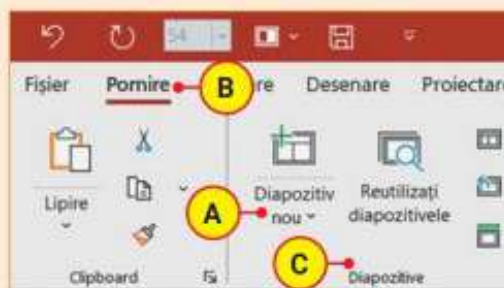 54
Fișier Pornire B re Desenare Proiectare
Lipire
A
Diapozitiv nou
Reutilizați diapozitivele
C
Clipboard
Diapozitive